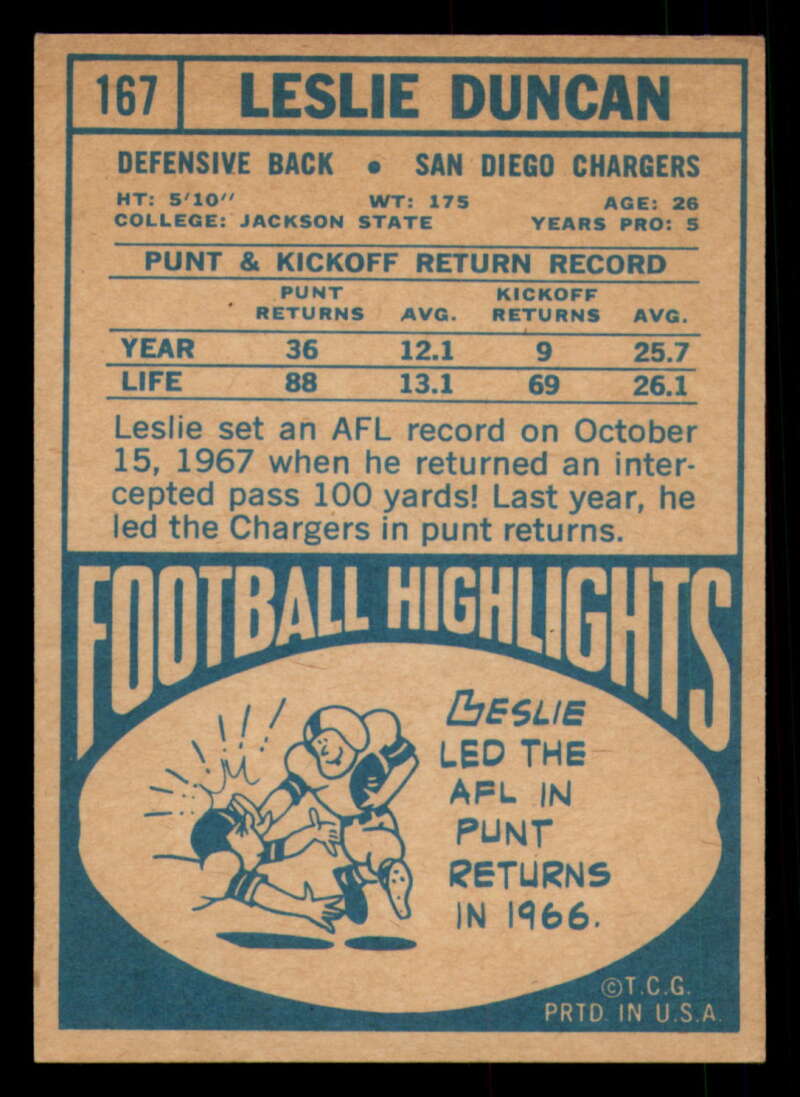 167 LESLIE DUNCAN
DEFENSIVE BACK • SAN DIEGO CHARGERS
HT: 5'10" WT: 175 AGE: 26
COLLEGE: JACKSON STATE YEARS PRO: 5
PUNT & KICKOFF RETURN RECORD
PUNT KICKOFF
RETURNS AVG. RETURNS AVG.
YEAR 36 12.1 9 25.7
LIFE 88 13.1 69 26.1
Leslie set an AFL record on October
15, 1967 when he returned an inter-
cepted pass 100 yards! Last year, he
led the Chargers in punt returns.
FOOTBALL HIGHLIGHTS
LESLIE
LED THE
AFL IN
PUNT
RETURNS
IN 1966.
©T.C.G.
PRTD. IN U.S.A.